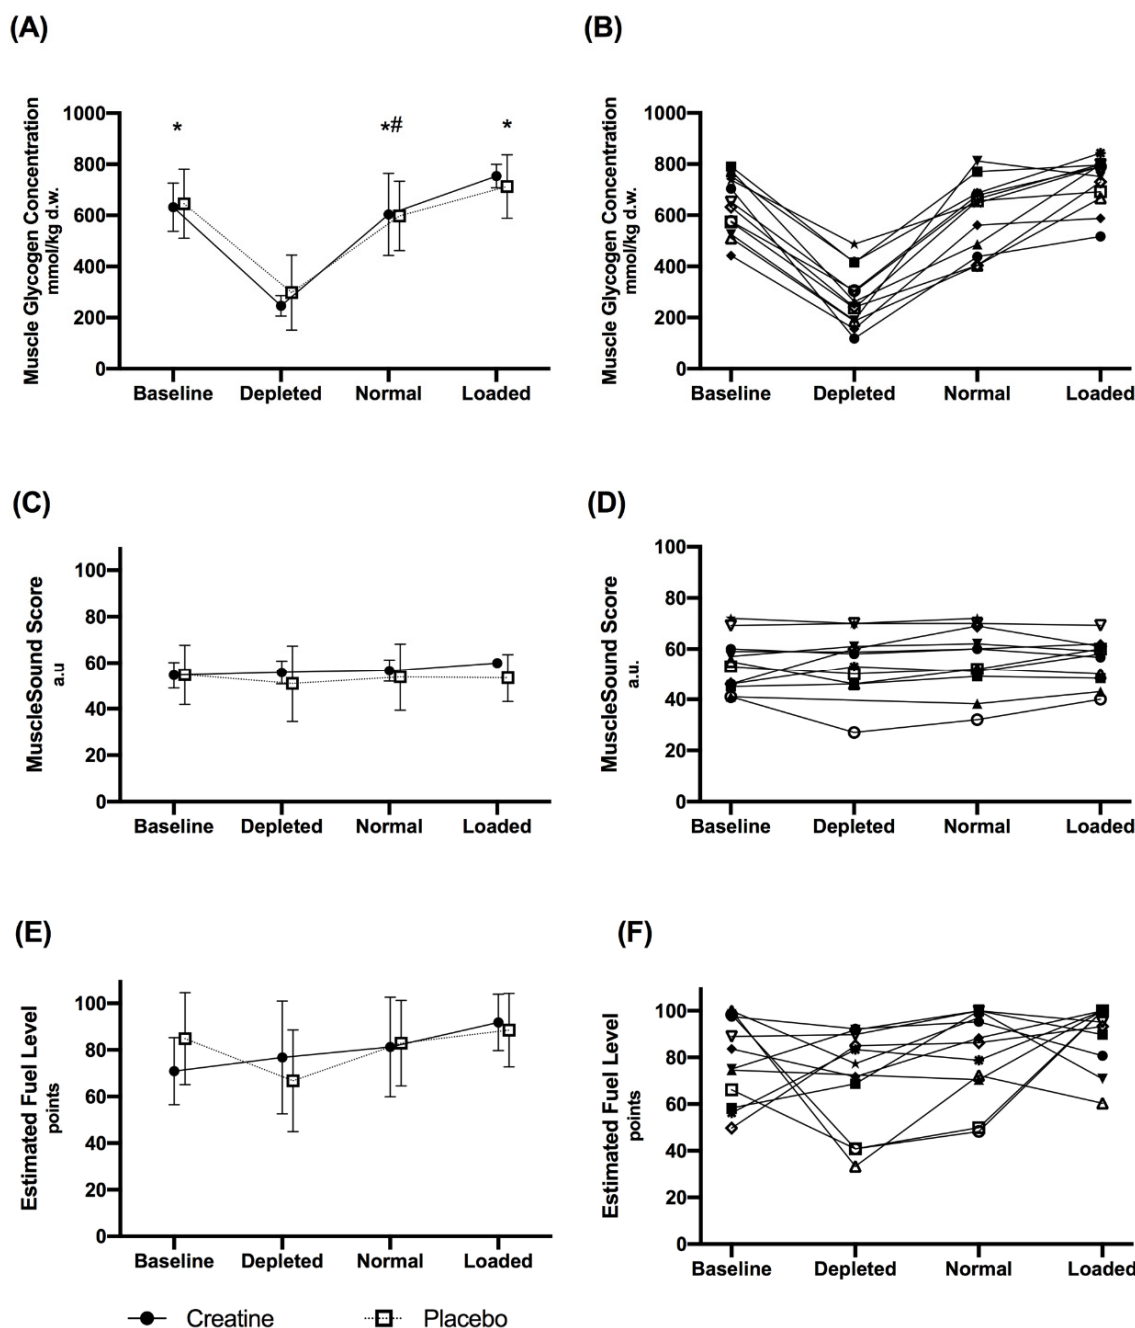 (A)
Muscle Glycogen Concentration
mmol/kg d.w.
1000
800
600
400
200
0
*
*#
*
Baseline Depleted Normal Loaded
(B)
Muscle Glycogen Concentration
mmol/kg d.w.
1000
800
600
400
200
0
Baseline Depleted Normal Loaded
(C)
MuscleSound Score
a.u
100
80
60
40
20
0
Baseline Depleted Normal Loaded
(D)
MuscleSound Score
a.u.
100
80
60
40
20
0
Baseline Depleted Normal Loaded
(E)
Estimated Fuel Level
points
100
80
60
40
20
0
Baseline Depleted Normal Loaded
(F)
Estimated Fuel Level
points
100
80
60
40
20
0
Baseline Depleted Normal Loaded
Creatine Placebo